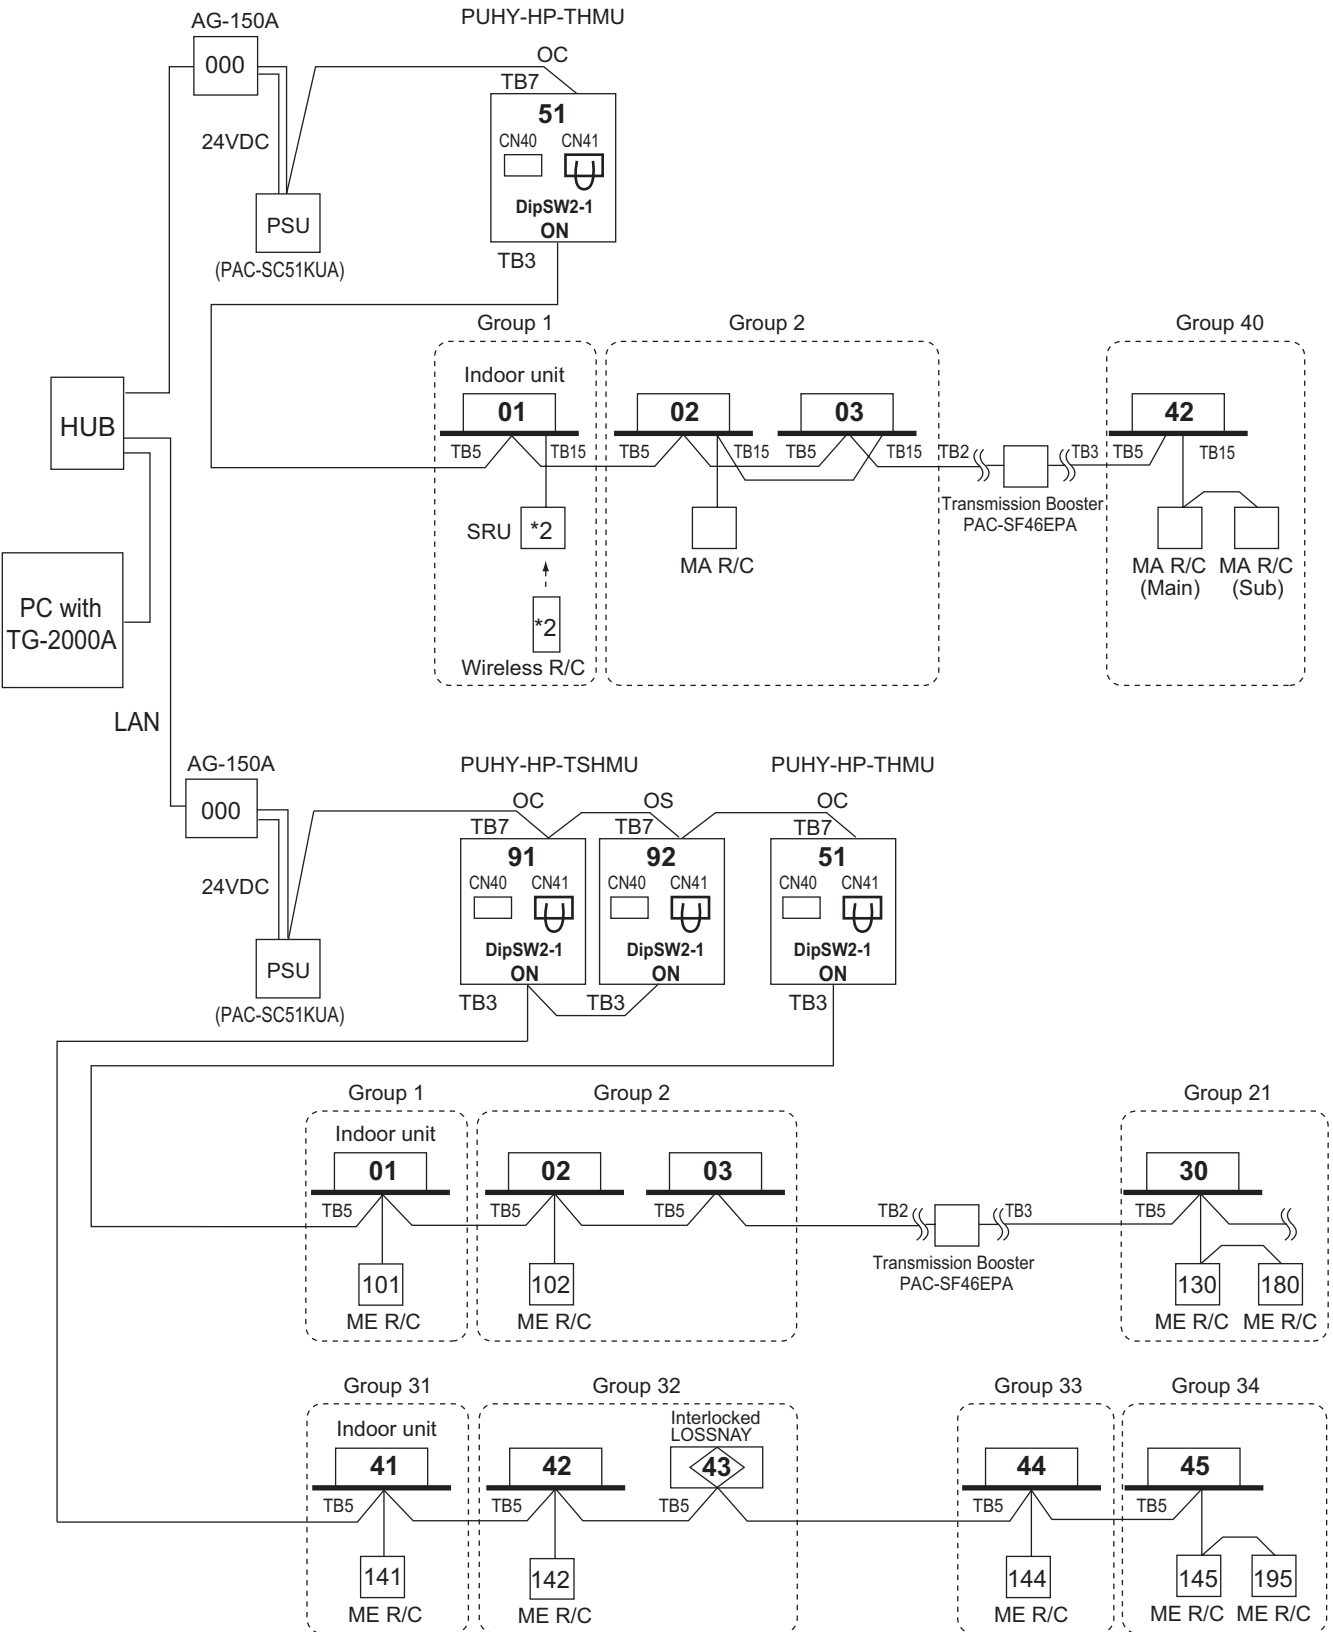 AG-150A
PUHY-HP-THMU
000
OC
TB7
51
CN40 CN41
24VDC
DipSW2-1
ON
PSU
(PAC-SC51KUA)
TB3
Group 1
Group 2
Group 40
Indoor unit
01
02
03
42
HUB
TB5
TB15
TB5
TB15
TB5
TB15
TB2
TB3
TB5
TB15
Transmission Booster
PAC-SF46EPA
SRU
*2
MA R/C
MA R/C
(Main)
MA R/C
(Sub)
*2
Wireless R/C
PC with
TG-2000A
LAN
AG-150A
PUHY-HP-TSHMU
PUHY-HP-THMU
000
OC
OS
OC
TB7
TB7
TB7
91
92
51
CN40 CN41
CN40 CN41
CN40 CN41
24VDC
DipSW2-1
ON
DipSW2-1
ON
DipSW2-1
ON
PSU
(PAC-SC51KUA)
TB3
TB3
TB3
Group 1
Group 2
Group 21
Indoor unit
01
02
03
30
TB5
TB5
TB5
TB2
TB3
TB5
Transmission Booster
PAC-SF46EPA
101
102
130
180
ME R/C
ME R/C
ME R/C
ME R/C
Group 31
Group 32
Group 33
Group 34
Indoor unit
Interlocked
LOSSNAY
41
42
43
44
45
TB5
TB5
TB5
TB5
TB5
141
142
144
145
195
ME R/C
ME R/C
ME R/C
ME R/C
ME R/C